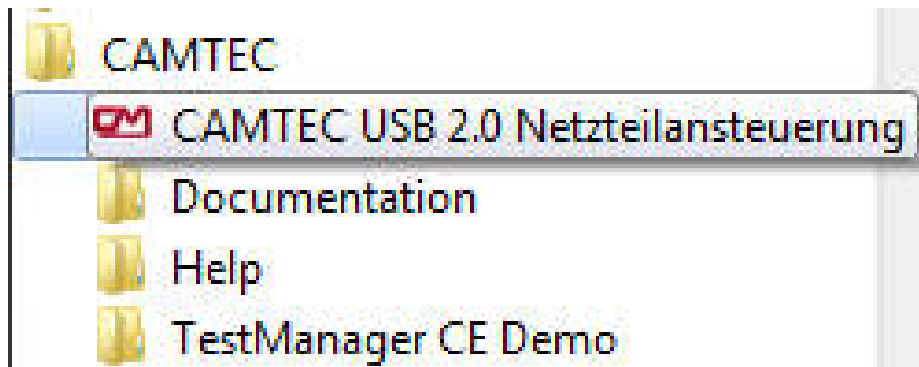 CAMTEC
CAMTEC USB 2.0 Netzteilansteuerung
Documentation
Help
TestManager CE Demo